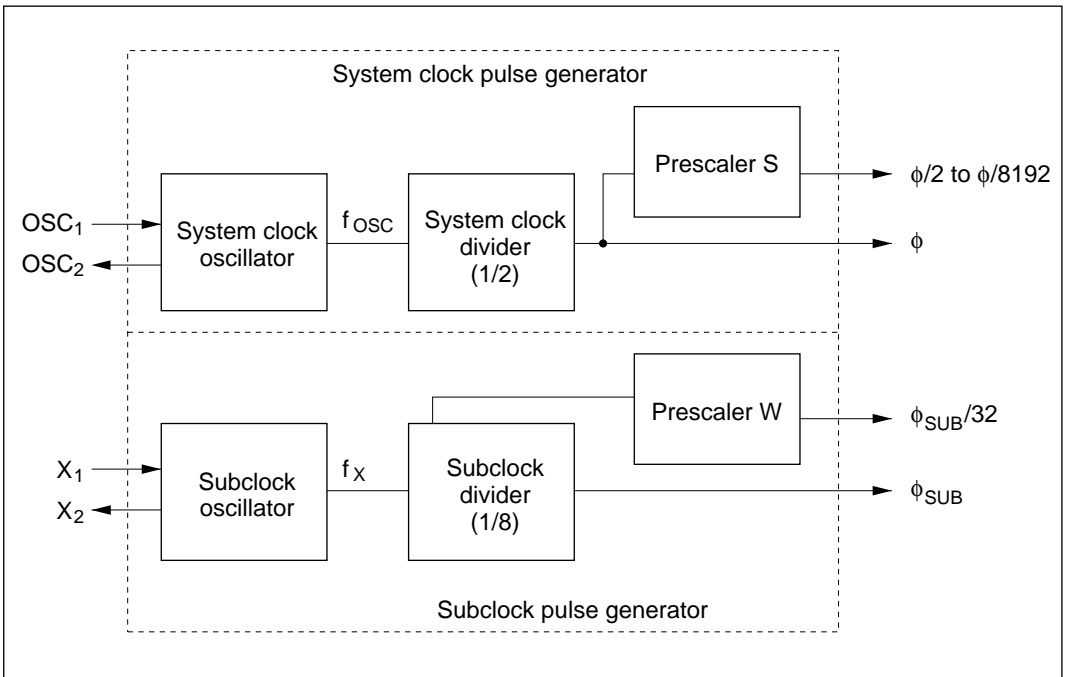 System clock pulse generator
Prescaler S
ϕ/2 to ϕ/8192
OSC1
OSC2
System clock
oscillator
fOSC
System clock
divider
(1/2)
ϕ
Prescaler W
ϕSUB/32
X1
X2
Subclock
oscillator
fX
Subclock
divider
(1/8)
ϕSUB
Subclock pulse generator